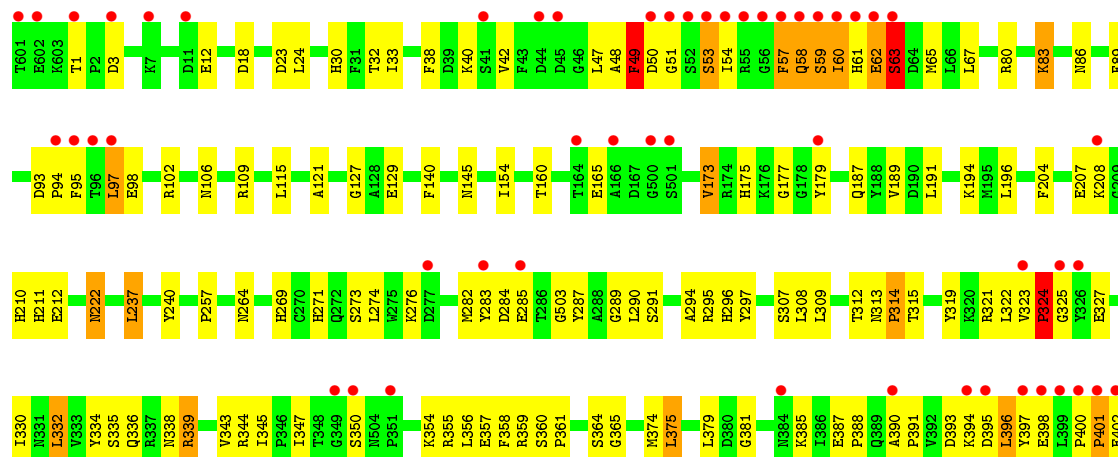 T601 E602 K603 T1 P2 D3 K7 D11 E12 D18 D23 L24 H30 F31 T32 I33 F38 D39 K40 S41 V42 F43 D44 D45 G46 L47 A48 F49 D50 G51 S52 S53 I54 R55 G56 F57 Q58 S59 I60 H61 E62 S63 D64 M65 L66 L67 R80 K83 N86
D93 P94 F95 T96 L97 E98 R102 N106 R109 L115 A121 G127 A128 E129 F140 N145 I154 T160 T164 E165 A166 D167 G500 S501 V173 R174 H175 K176 G177 G178 Y179 Q187 Y188 V189 D190 L191 K194 M195 L196 F204 E207 K208
H210 H211 E212 N222 L237 Y240 P257 N264 H269 C270 H271 Q272 S273 L274 W275 K276 D277 M282 Y283 D284 E285 T286 G503 Y287 A288 G289 L290 S291 A294 R295 H296 Y297 S307 L308 L309 T312 N313 P314 T315 Y319 K320 R321 L322 V323 P324 G325 Y326 E327
I330 N331 L332 V333 Y334 S335 Q336 R337 N338 R339 V343 R344 I345 P346 I347 T348 G349 S350 N504 P351 K354 R355 L356 E357 F358 R359 S360 P361 S364 G365 M374 L375 L379 D380 G381 N384 K385 I386 E387 P388 Q389 A390 P391 V392 D393 K394 D395 L396 Y397 E398 L399 P400 P401